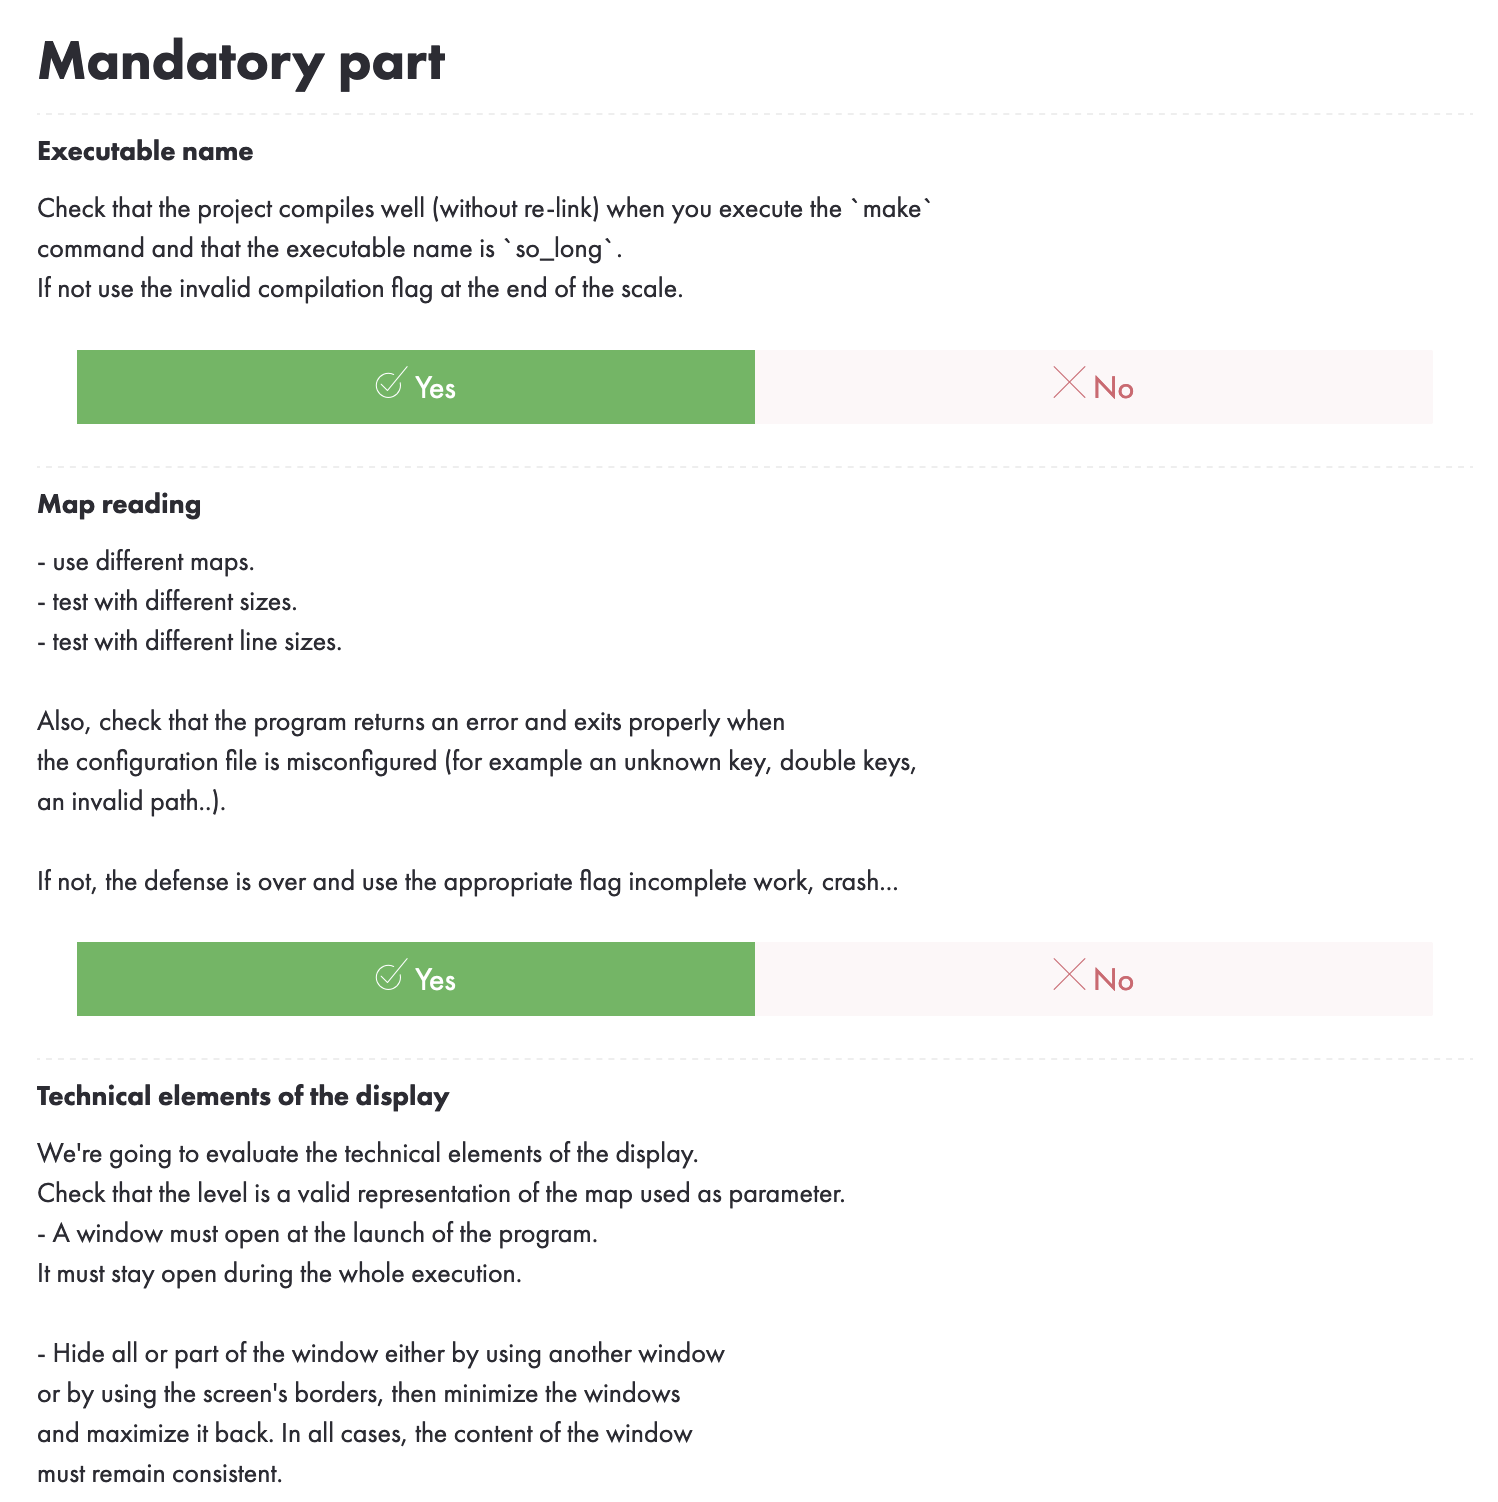 Mandatory part
Executable name
Check that the project compiles well (without re-link) when you execute the `make`
command and that the executable name is `so_long`.
If not use the invalid compilation flag at the end of the scale.
Yes
No
Map reading
- use different maps.
- test with different sizes.
- test with different line sizes.
Also, check that the program returns an error and exits properly when
the configuration file is misconfigured (for example an unknown key, double keys,
an invalid path..).
If not, the defense is over and use the appropriate flag incomplete work, crash...
Yes
No
Technical elements of the display
We're going to evaluate the technical elements of the display.
Check that the level is a valid representation of the map used as parameter.
- A window must open at the launch of the program.
It must stay open during the whole execution.
- Hide all or part of the window either by using another window
or by using the screen's borders, then minimize the windows
and maximize it back. In all cases, the content of the window
must remain consistent.